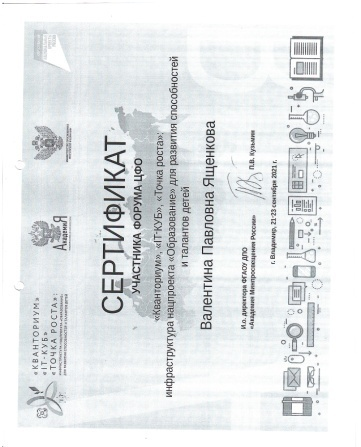 «КВАНТОРИУМ»
«IT-КУБ»
«ТОЧКА РОСТА»:
Академия
СЕРТИФИКАТ
УЧАСТНИКА ФОРУМА ЦФО
«Кванториум», «IT-КУБ», «Точка роста»:
инфраструктура нацпроекта «Образование» для развития способностей
и талантов детей
Валентина Павловна Ященкова
И.о. директора ФГАОУ ДПО
«Академия Минпросвещения России»
П.В. Кузьмин
г. Владимир, 21-23 сентября 2021 г.